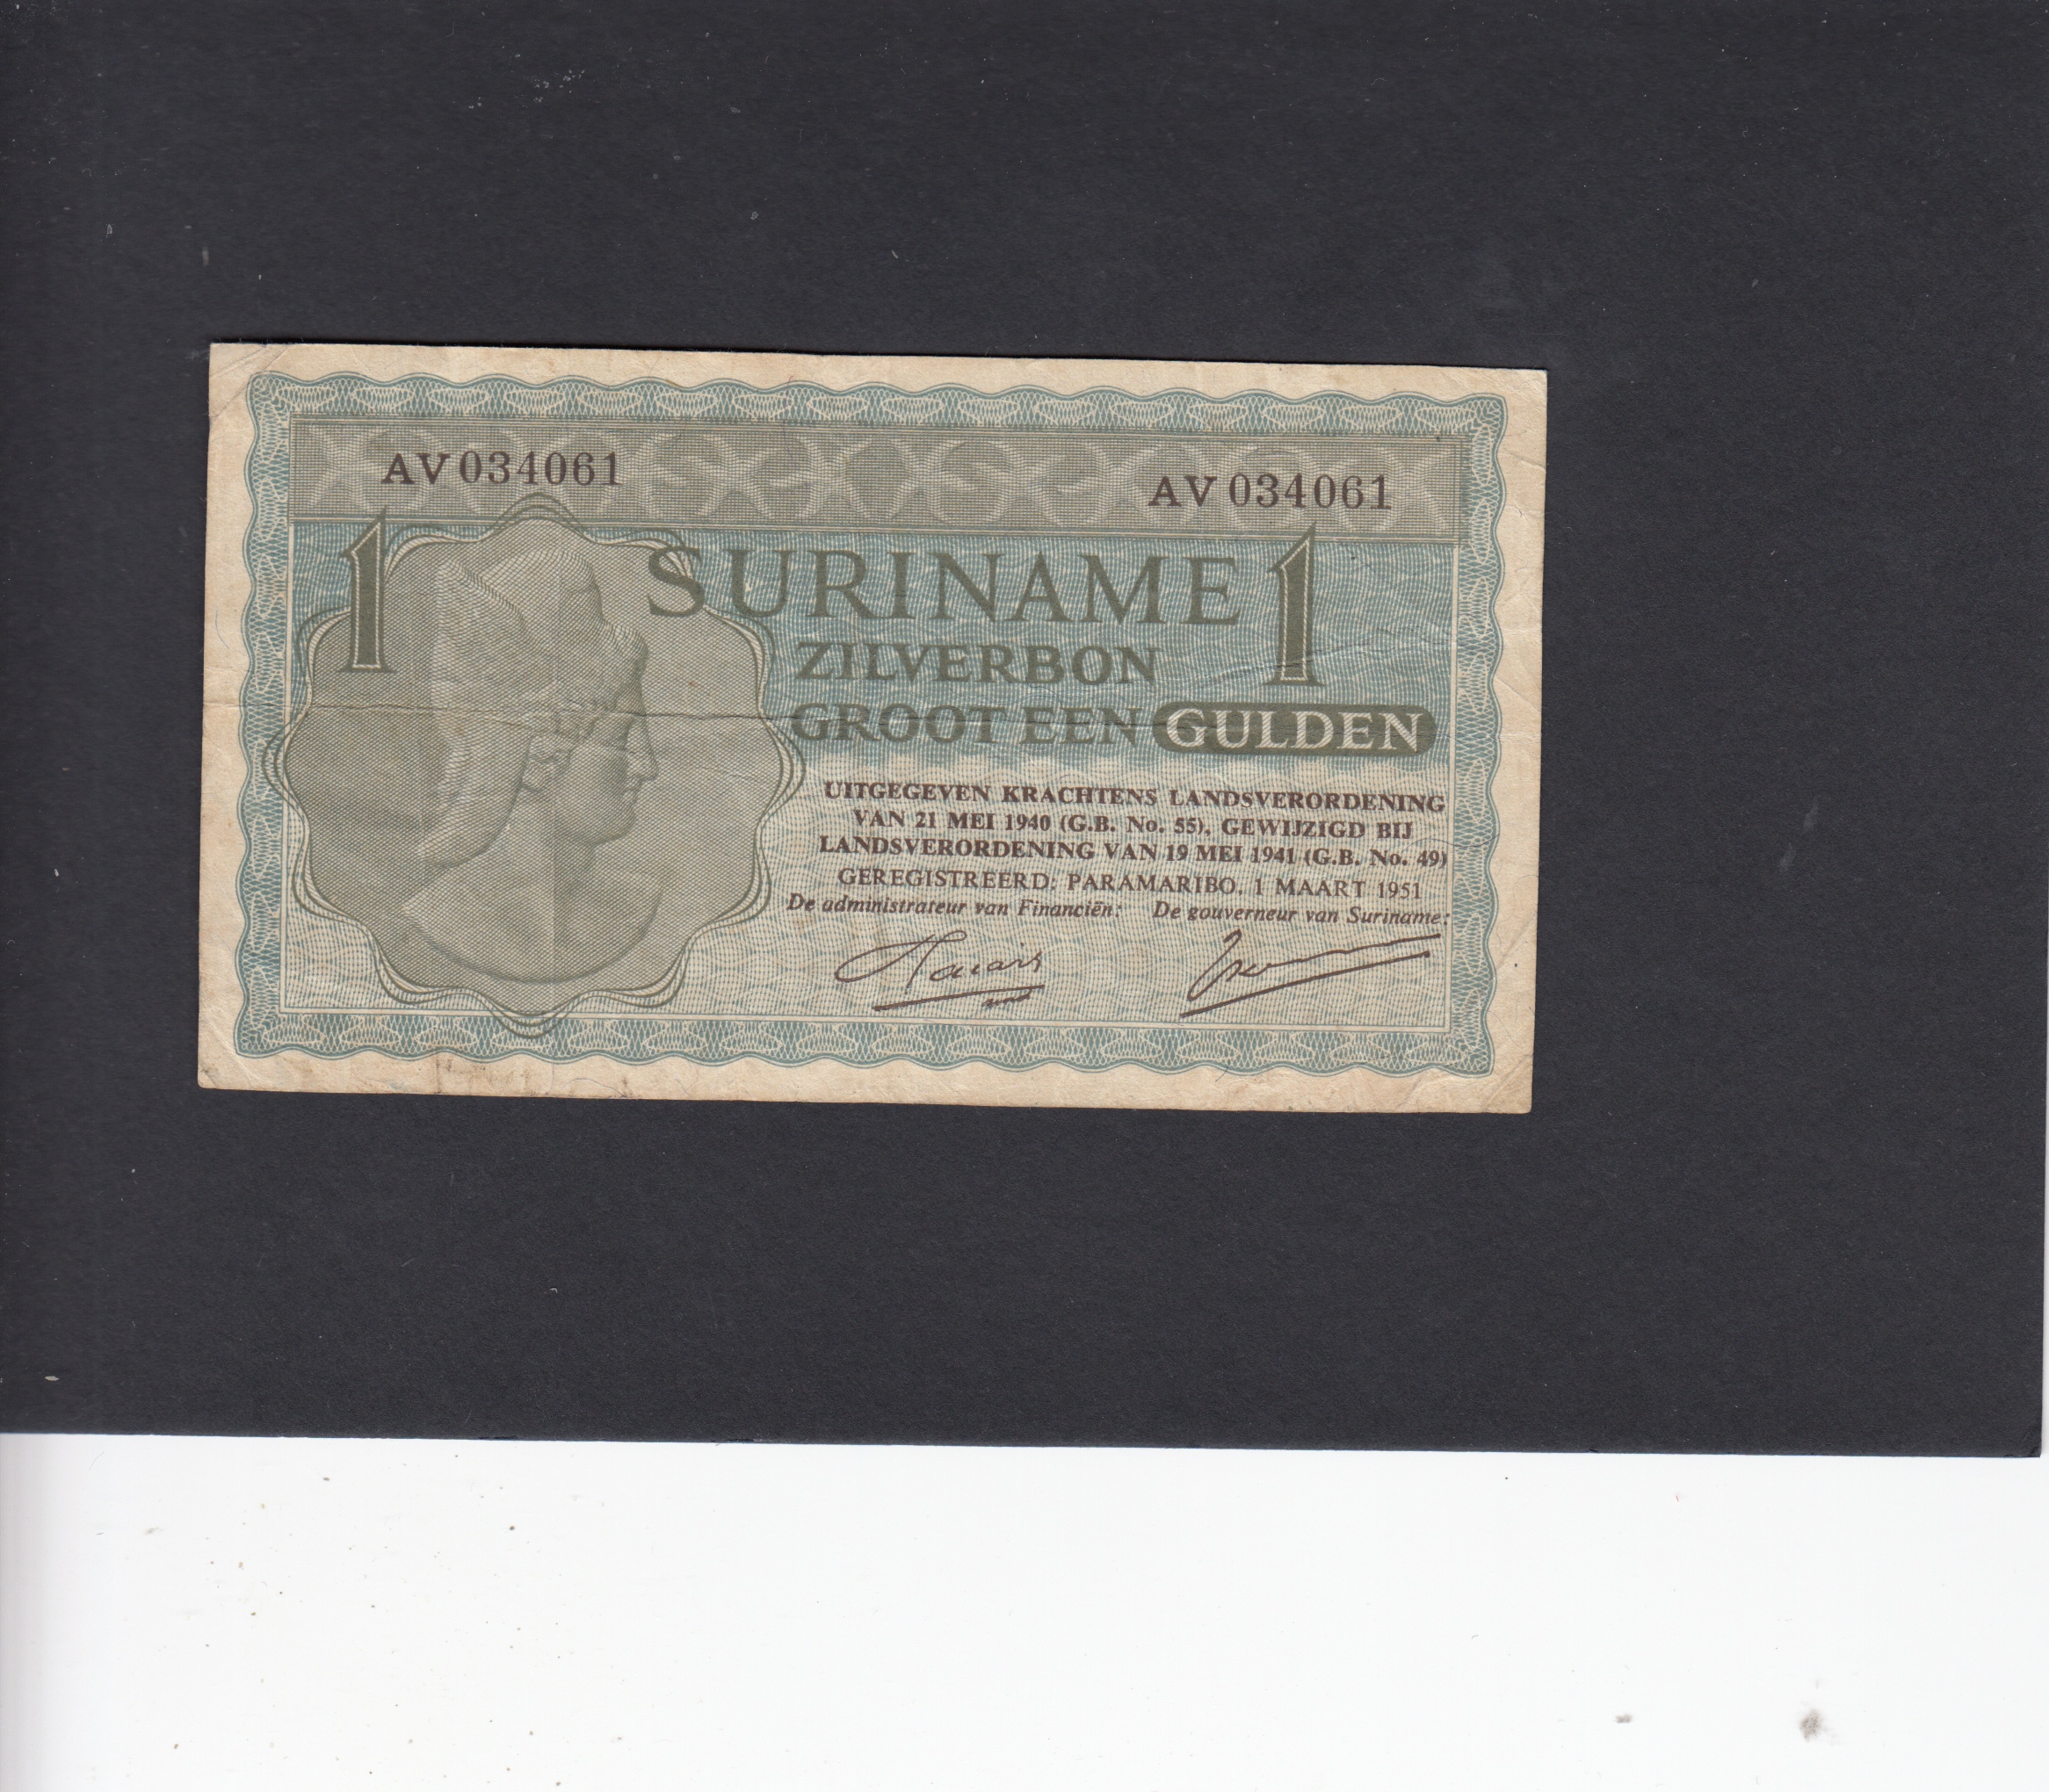 AV 034061
AV 034061
1 SURINAME 1
ZILVERBON
GROOT EEN GULDEN
UITGEGEVEN KRACHTENS LANDSVERORDENING
VAN 21 MEI 1940 (G.B. No. 55), GEWIJZIGD BIJ
LANDSVERORDENING VAN 19 MEI 1941 (G.B. No. 49)
GEREGISTREERD: PARAMARIBO, 1 MAART 1951
De administrateur van Financiën: De gouverneur van Suriname: